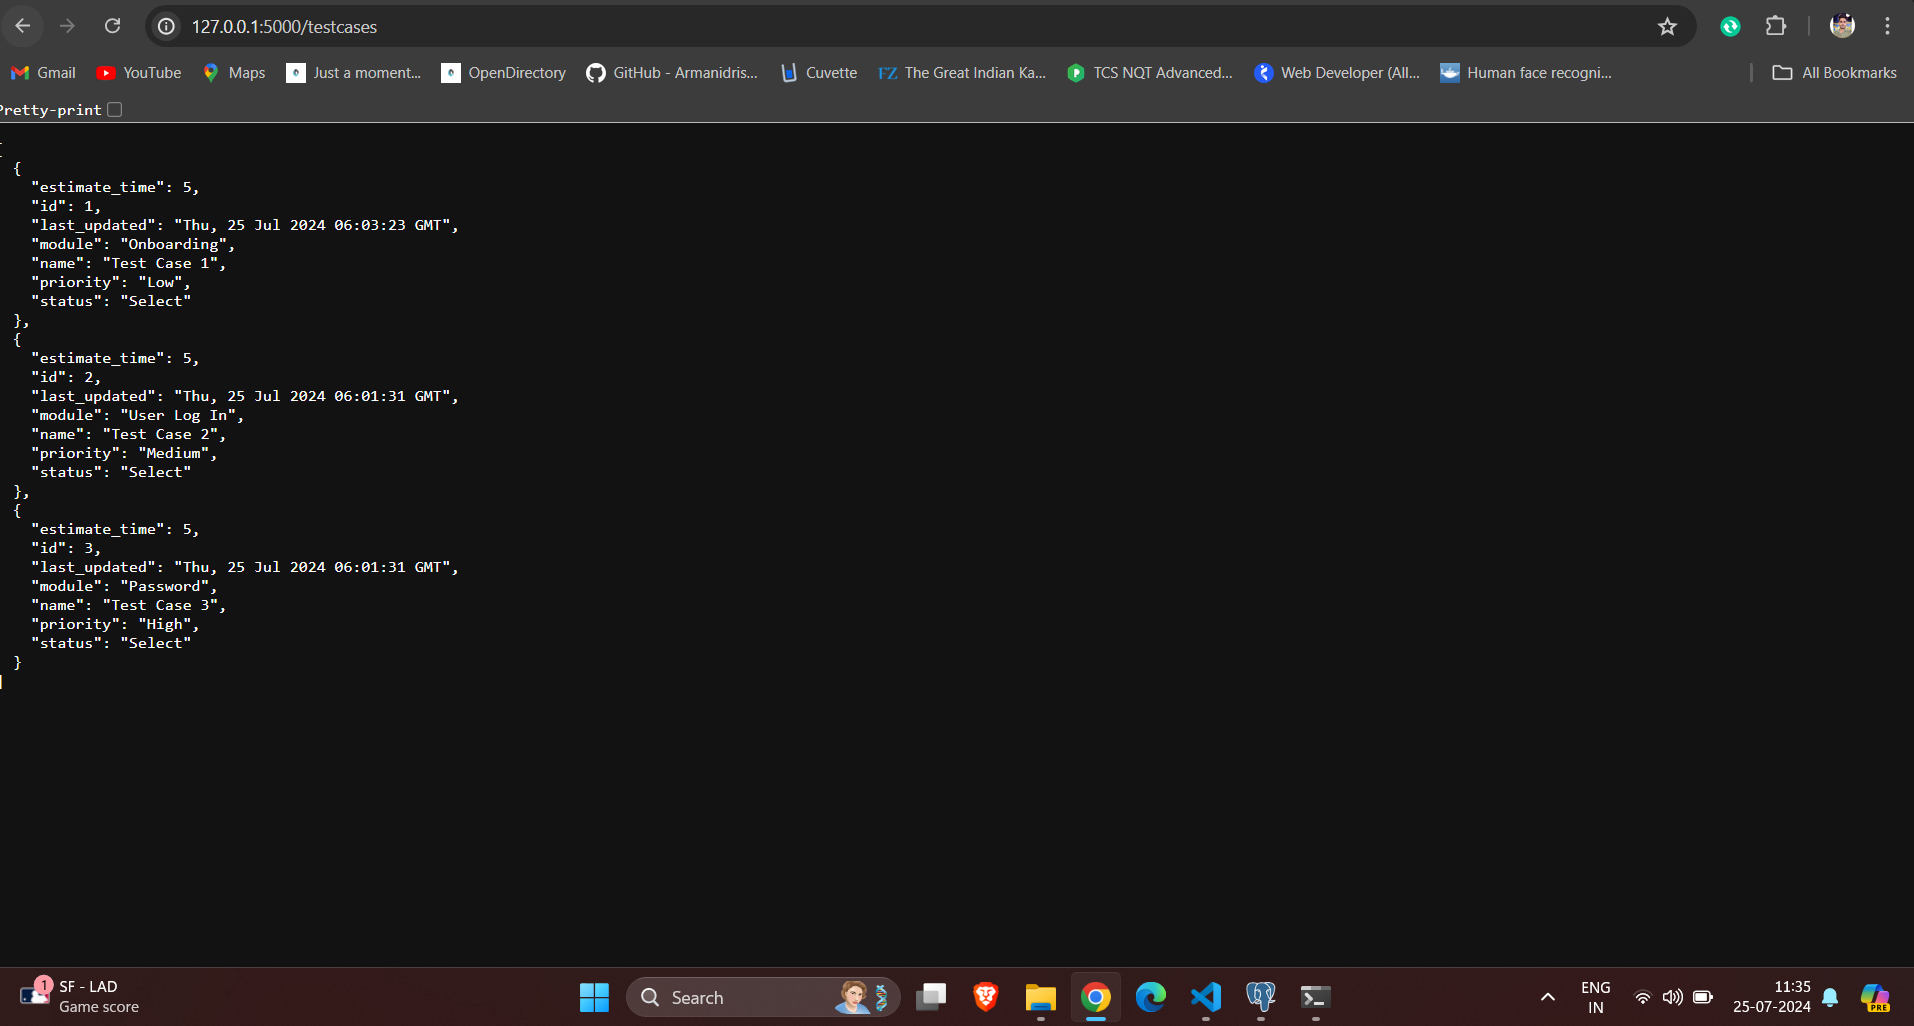 127.0.0.1:5000/testcases
Gmail YouTube Maps Just a moment... OpenDirectory GitHub - Armanidris... Cuvette The Great Indian Ka... TCS NQT Advanced... Web Developer (All... Human face recogni... All Bookmarks
Pretty-print
[
{
"estimate_time": 5,
"id": 1,
"last_updated": "Thu, 25 Jul 2024 06:03:23 GMT",
"module": "Onboarding",
"name": "Test Case 1",
"priority": "Low",
"status": "Select"
},
{
"estimate_time": 5,
"id": 2,
"last_updated": "Thu, 25 Jul 2024 06:01:31 GMT",
"module": "User Log In",
"name": "Test Case 2",
"priority": "Medium",
"status": "Select"
},
{
"estimate_time": 5,
"id": 3,
"last_updated": "Thu, 25 Jul 2024 06:01:31 GMT",
"module": "Password",
"name": "Test Case 3",
"priority": "High",
"status": "Select"
}
]
1
SF - LAD
Game score
Search
ENG
IN
11:35
25-07-2024
PRE